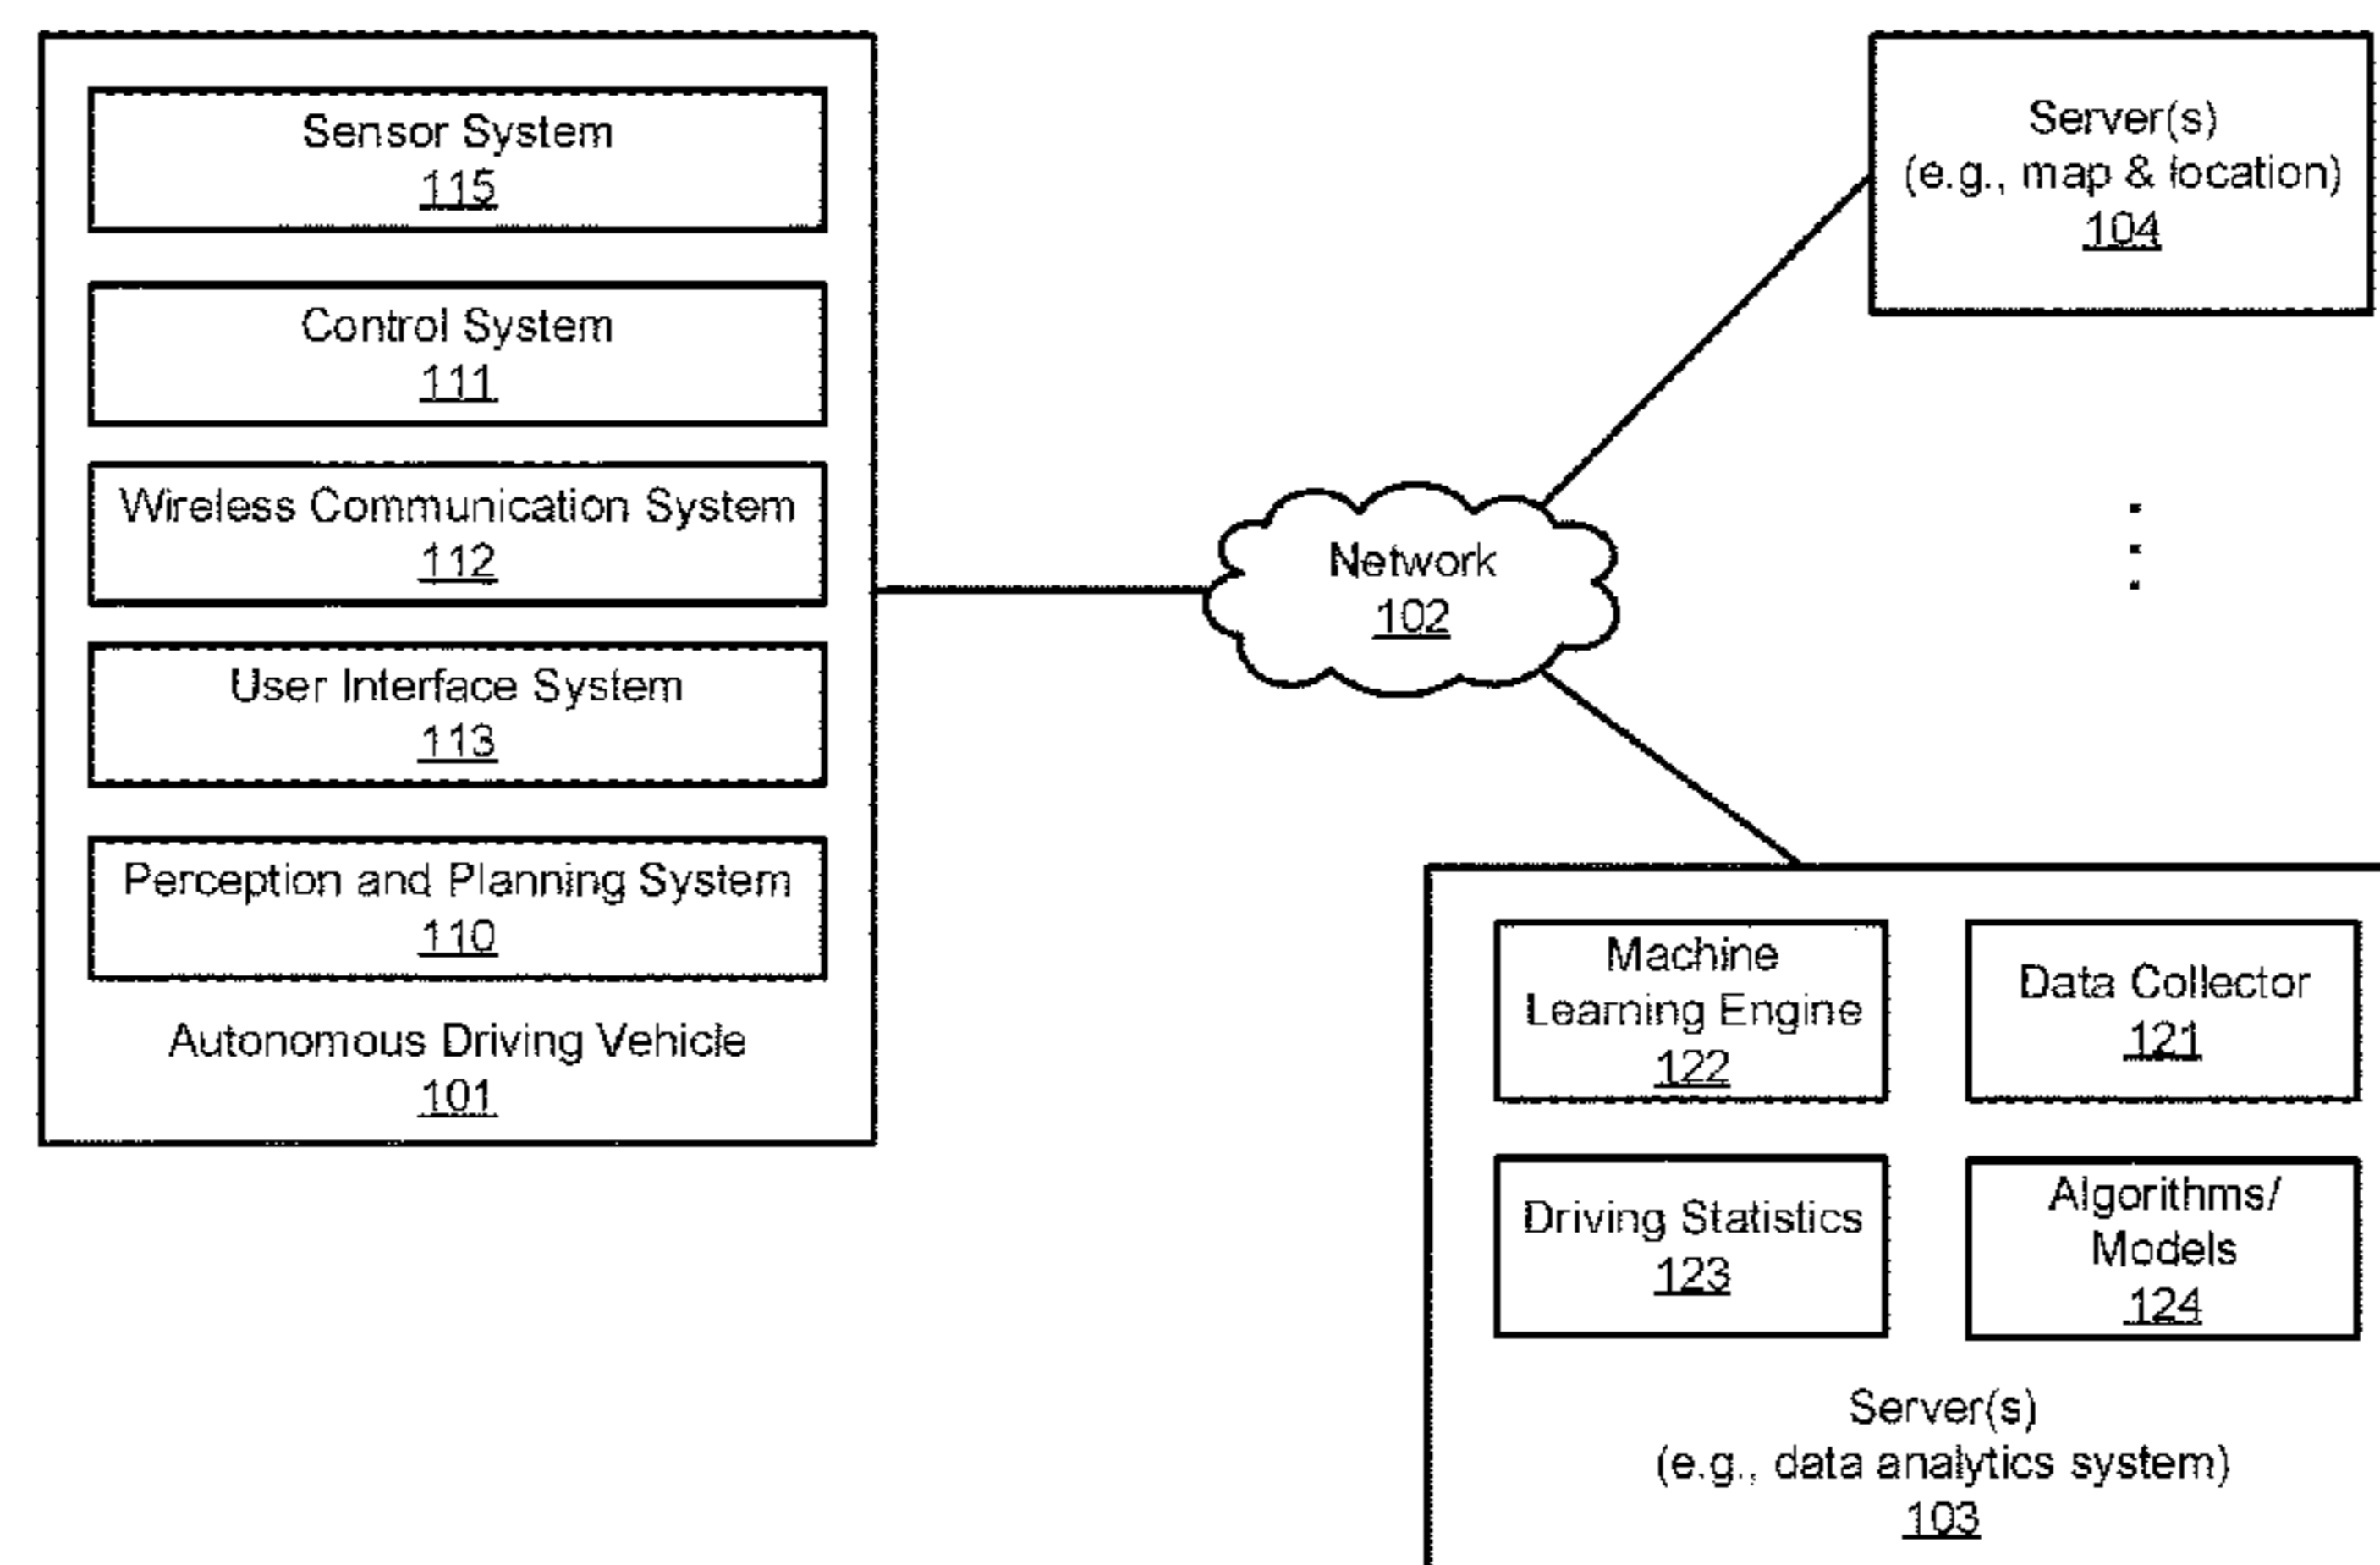 Sensor System
115
Control System
111
Wireless Communication System
112
User Interface System
113
Perception and Planning System
110
Autonomous Driving Vehicle
101
Network
102
Server(s)
(e.g., map & location)
104
Machine
Learning Engine
122
Data Collector
121
Driving Statistics
123
Algorithms/
Models
124
Server(s)
(e.g., data analytics system)
103